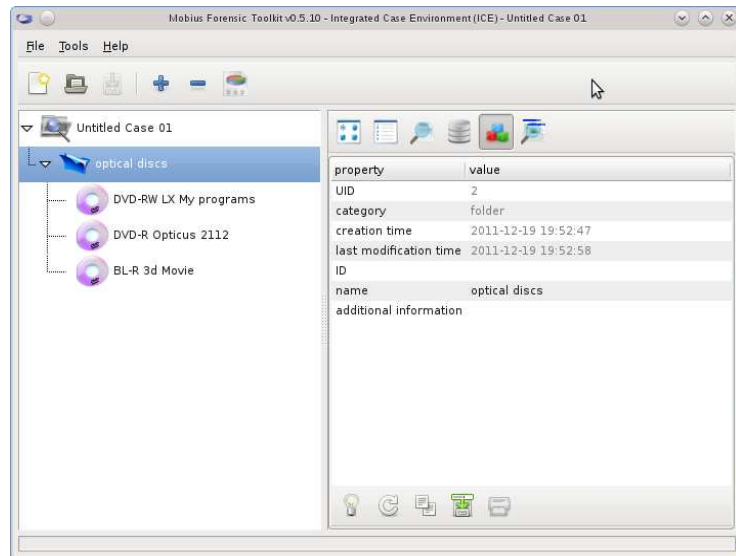 Mobius Forensic Toolkit v0.5.10 - Integrated Case Environment (ICE) - Untitled Case 01
File Tools Help
Untitled Case 01
optical discs
DVD-RW LX My programs
DVD-R Opticus 2112
BL-R 3d Movie
property value
UID 2
category folder
creation time 2011-12-19 19:52:47
last modification time 2011-12-19 19:52:58
ID
name optical discs
additional information